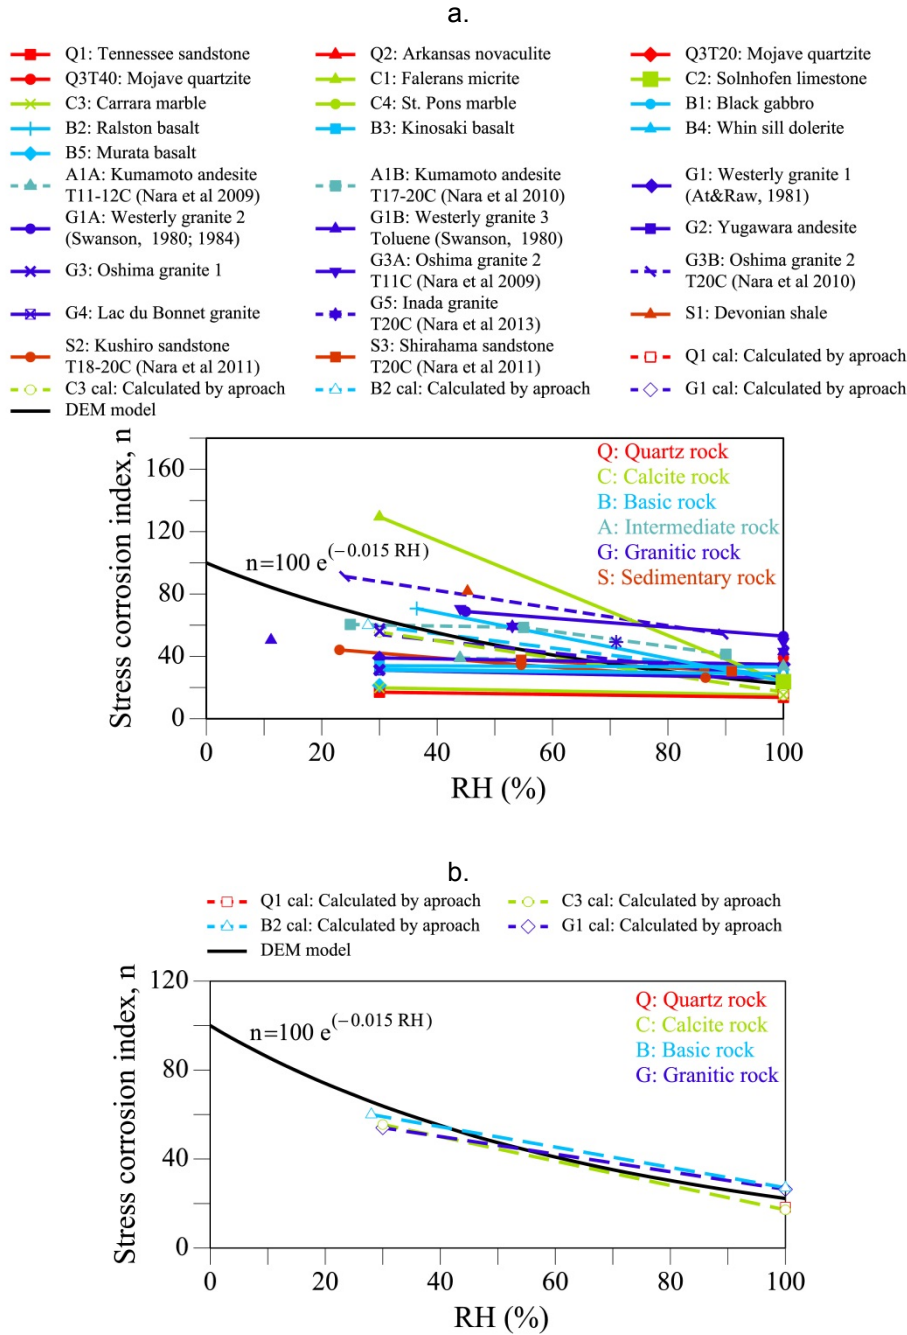 a.
Q1: Tennessee sandstone
Q2: Arkansas novaculite
Q3T20: Mojave quartzite
Q3T40: Mojave quartzite
C1: Falerans micrite
C2: Solnhofen limestone
C3: Carrara marble
C4: St. Pons marble
B1: Black gabbro
B2: Ralston basalt
B3: Kinosaki basalt
B4: Whin sill dolerite
B5: Murata basalt
A1A: Kumamoto andesite
T11-12C (Nara et al 2009)
A1B: Kumamoto andesite
T17-20C (Nara et al 2010)
G1: Westerly granite 1
(At&Raw, 1981)
G1A: Westerly granite 2
(Swanson, 1980; 1984)
G1B: Westerly granite 3
Toluene (Swanson, 1980)
G2: Yugawara andesite
G3: Oshima granite 1
G3A: Oshima granite 2
T11C (Nara et al 2009)
G3B: Oshima granite 2
T20C (Nara et al 2010)
G4: Lac du Bonnet granite
G5: Inada granite
T20C (Nara et al 2013)
S1: Devonian shale
S2: Kushiro sandstone
T18-20C (Nara et al 2011)
S3: Shirahama sandstone
T20C (Nara et al 2011)
Q1 cal: Calculated by aproach
C3 cal: Calculated by aproach
B2 cal: Calculated by aproach
G1 cal: Calculated by aproach
DEM model
Stress corrosion index, n
160
120
80
40
0
n=100 e(−0.015 RH)
Q: Quartz rock
C: Calcite rock
B: Basic rock
A: Intermediate rock
G: Granitic rock
S: Sedimentary rock
0 20 40 60 80 100
RH (%)
b.
Q1 cal: Calculated by aproach
C3 cal: Calculated by aproach
B2 cal: Calculated by aproach
G1 cal: Calculated by aproach
DEM model
Stress corrosion index, n
120
80
40
0
n=100 e(−0.015 RH)
Q: Quartz rock
C: Calcite rock
B: Basic rock
G: Granitic rock
0 20 40 60 80 100
RH (%)